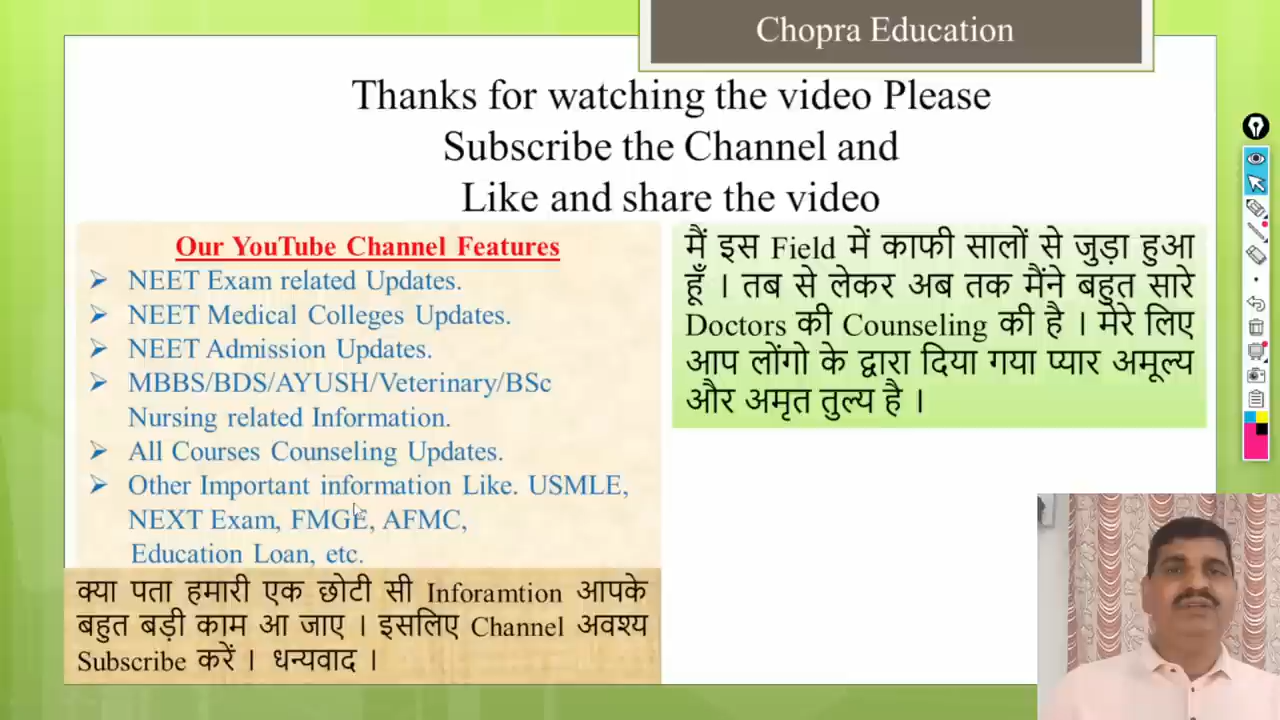 Chopra Education
Thanks for watching the video Please
Subscribe the Channel and
Like and share the video
Our YouTube Channel Features
➢ NEET Exam related Updates.
➢ NEET Medical Colleges Updates.
➢ NEET Admission Updates.
➢ MBBS/BDS/AYUSH/Veterinary/BSc
Nursing related Information.
➢ All Courses Counseling Updates.
➢ Other Important information Like. USMLE,
NEXT Exam, FMGE, AFMC,
Education Loan, etc.
क्या पता हमारी एक छोटी सी Inforamtion आपके
बहुत बड़ी काम आ जाए । इसलिए Channel अवश्य
Subscribe करें । धन्यवाद ।
मैं इस Field में काफी सालों से जुड़ा हुआ
हूँ । तब से लेकर अब तक मैंने बहुत सारे
Doctors की Counseling की है । मेरे लिए
आप लोंगो के द्वारा दिया गया प्यार अमूल्य
और अमृत तुल्य है ।